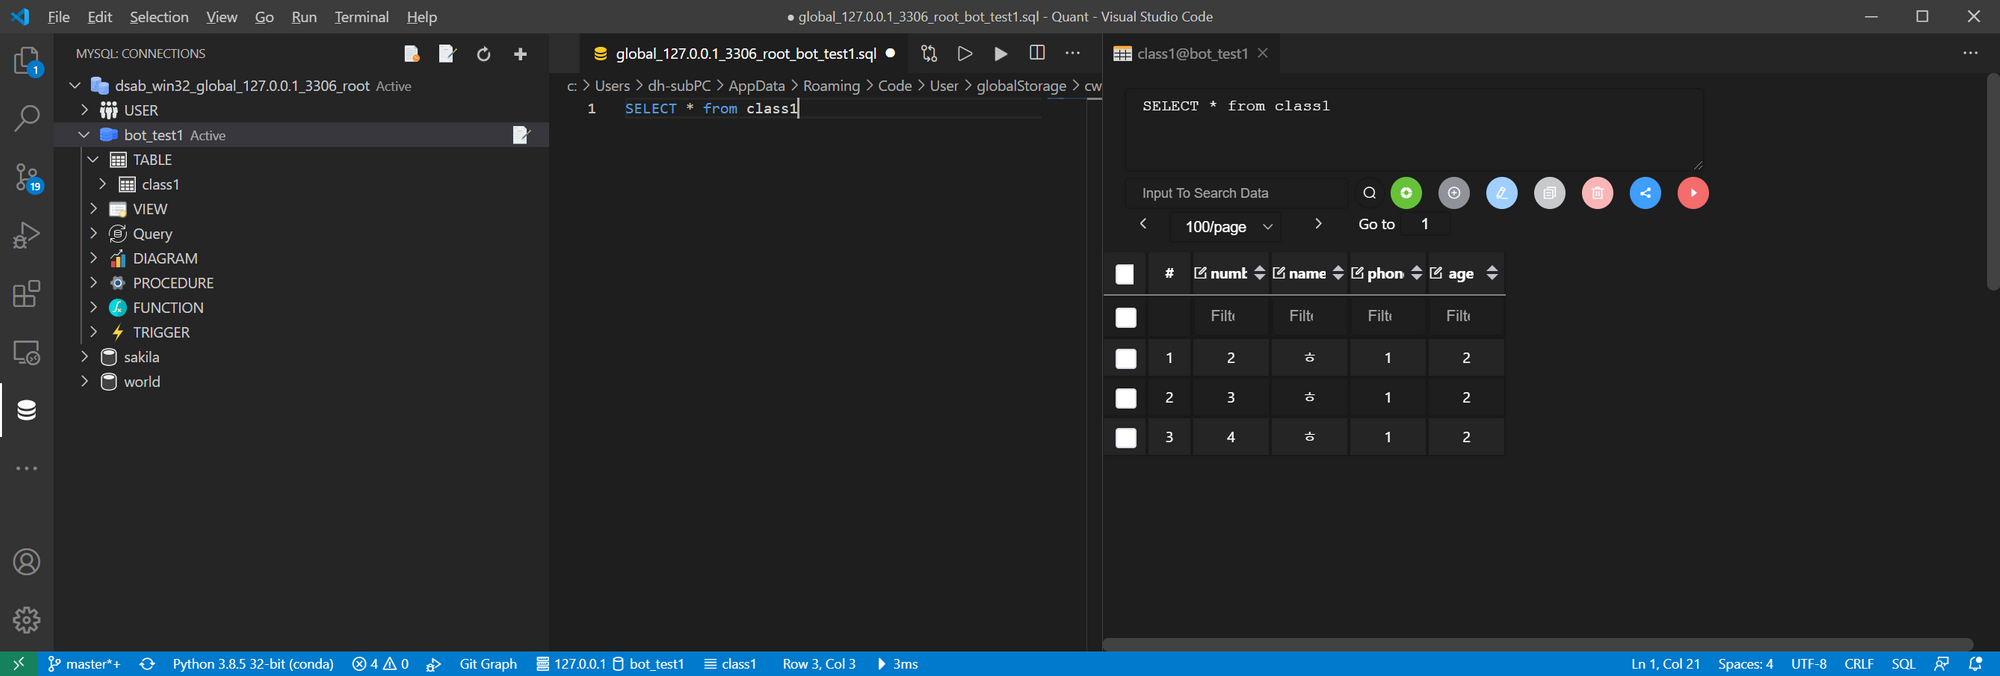 File Edit Selection View Go Run Terminal Help
● global_127.0.0.1_3306_root_bot_test1.sql - Quant - Visual Studio Code
1
19
MYSQL: CONNECTIONS
dsab_win32_global_127.0.0.1_3306_root Active
USER
bot_test1 Active
TABLE
class1
VIEW
Query
DIAGRAM
PROCEDURE
FUNCTION
TRIGGER
sakila
world
global_127.0.0.1_3306_root_bot_test1.sql
c: > Users > dh-subPC > AppData > Roaming > Code > User > globalStorage > cw
1 SELECT * from class1
class1@bot_test1
SELECT * from class1
Input To Search Data
100/page Go to 1
# numb name phon age
Filte Filte Filte Filte
1 2 ㅎ 1 2
2 3 ㅎ 1 2
3 4 ㅎ 1 2
master*+ Python 3.8.5 32-bit (conda) 4 0 Git Graph 127.0.0.1 bot_test1 class1 Row 3, Col 3 3ms Ln 1, Col 21 Spaces: 4 UTF-8 CRLF SQL